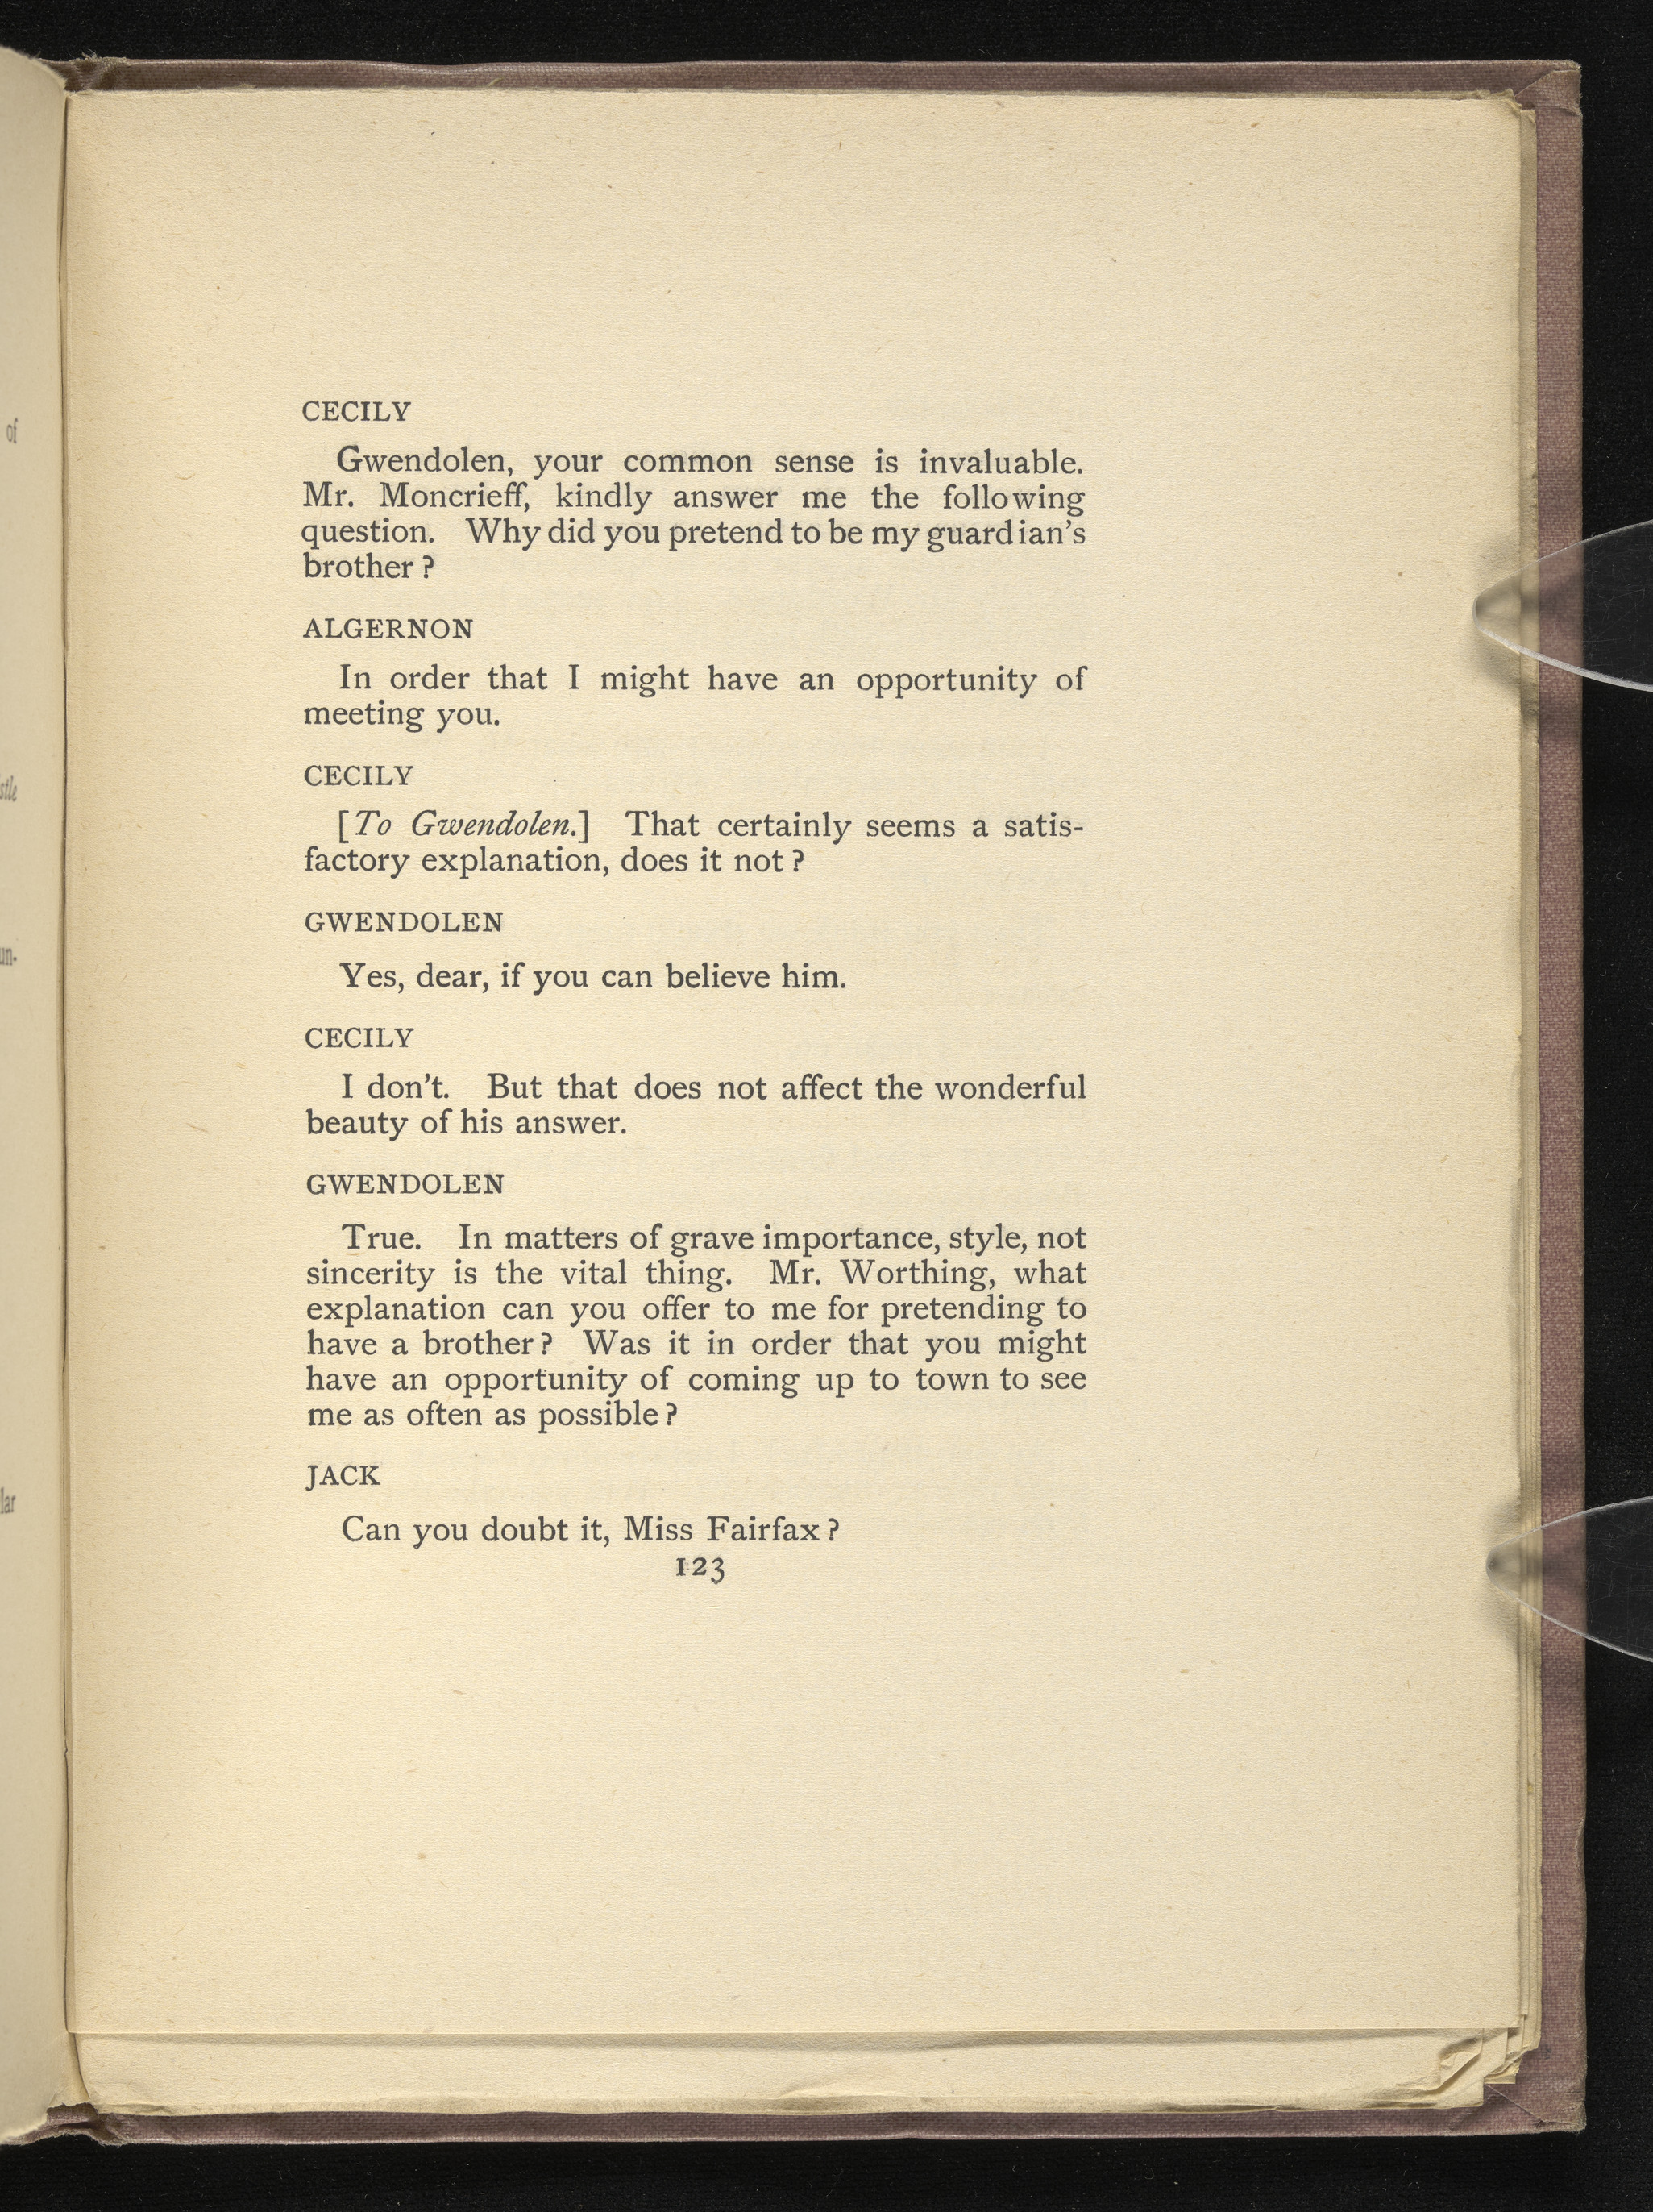 of
stle
un-
lar
CECILY
Gwendolen, your common sense is invaluable.
Mr. Moncrieff, kindly answer me the following
question. Why did you pretend to be my guardian's
brother?
ALGERNON
In order that I might have an opportunity of
meeting you.
CECILY
[To Gwendolen.] That certainly seems a satis-
factory explanation, does it not?
GWENDOLEN
Yes, dear, if you can believe him.
CECILY
I don't. But that does not affect the wonderful
beauty of his answer.
GWENDOLEN
True. In matters of grave importance, style, not
sincerity is the vital thing. Mr. Worthing, what
explanation can you offer to me for pretending to
have a brother? Was it in order that you might
have an opportunity of coming up to town to see
me as often as possible?
JACK
Can you doubt it, Miss Fairfax?
123